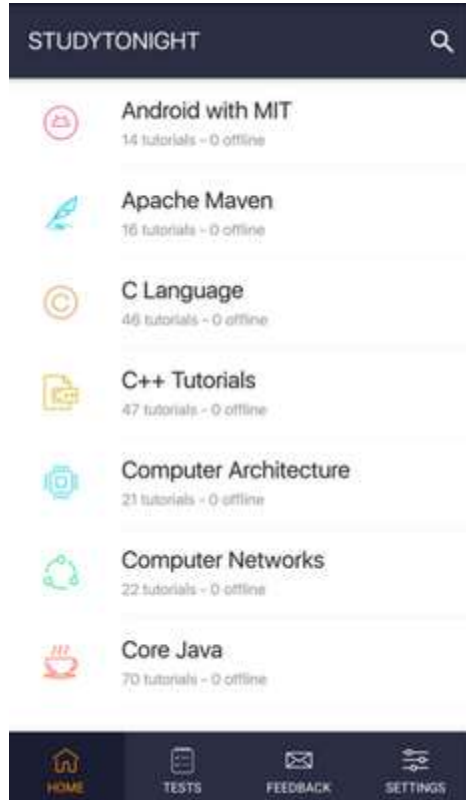 STUDYTONIGHT
Android with MIT
14 tutorials - 0 offline
Apache Maven
16 tutorials - 0 offline
C Language
46 tutorials - 0 offline
C++ Tutorials
47 tutorials - 0 offline
Computer Architecture
21 tutorials - 0 offline
Computer Networks
22 tutorials - 0 offline
Core Java
70 tutorials - 0 offline
HOME TESTS FEEDBACK SETTINGS